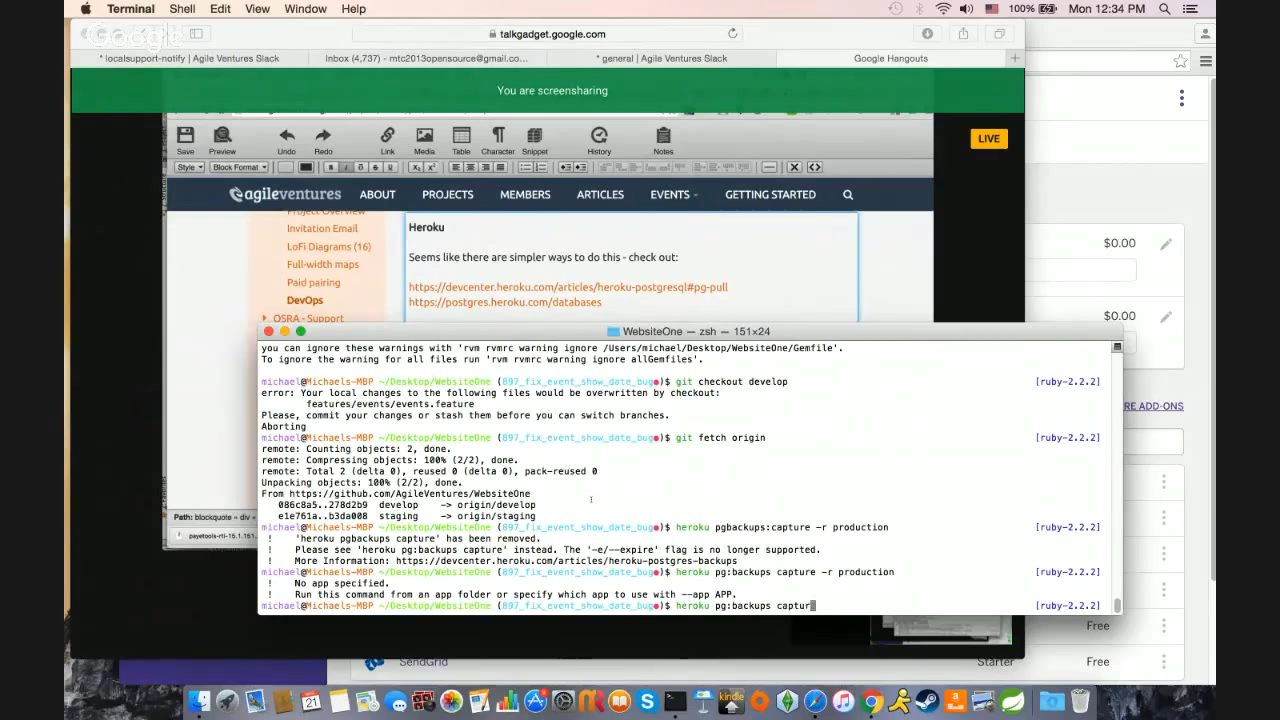 Terminal Shell Edit View Window Help 100% Mon 12:34 PM
Google
talkgadget.google.com
* localsupport-notify | Agile Ventures Slack Inbox (4,737) - mtc2013opensource@gmail.co... * general | Agile Ventures Slack Google Hangouts
You are screensharing
LIVE
Save Preview Undo Redo Link Media Table Character Snippet History Notes
Style Block Format
agileventures ABOUT PROJECTS MEMBERS ARTICLES EVENTS GETTING STARTED
Project Overview
Invitation Email
LoFi Diagrams (16)
Full-width maps
Paid pairing
DevOps
OSRA - Support
Heroku
Seems like there are simpler ways to do this - check out:
https://devcenter.heroku.com/articles/heroku-postgresql#pg-pull
https://postgres.heroku.com/databases
$0.00
$0.00
RE ADD-ONS
Path: blockquote » div »
payetools-rti-15.1.151
WebsiteOne — zsh — 151×24
you can ignore these warnings with 'rvm rvmrc warning ignore /Users/michael/Desktop/WebsiteOne/Gemfile'.
To ignore the warning for all files run 'rvm rvmrc warning ignore allGemfiles'.
michael@Michaels-MBP ~/Desktop/WebsiteOne (897_fix_event_show_date_bug●)$ git checkout develop [ruby-2.2.2]
error: Your local changes to the following files would be overwritten by checkout:
features/events/events.feature
Please, commit your changes or stash them before you can switch branches.
Aborting
michael@Michaels-MBP ~/Desktop/WebsiteOne (897_fix_event_show_date_bug●)$ git fetch origin [ruby-2.2.2]
remote: Counting objects: 2, done.
remote: Compressing objects: 100% (2/2), done.
remote: Total 2 (delta 0), reused 0 (delta 0), pack-reused 0
Unpacking objects: 100% (2/2), done.
From https://github.com/AgileVentures/WebsiteOne
086c8a5..278d2b9 develop -> origin/develop
e1e761a..b3da008 staging -> origin/staging
michael@Michaels-MBP ~/Desktop/WebsiteOne (897_fix_event_show_date_bug●)$ heroku pgbackups:capture -r production [ruby-2.2.2]
! 'heroku pgbackups capture' has been removed.
! Please see 'heroku pg:backups capture' instead. The '-e/--expire' flag is no longer supported.
! More Information: https://devcenter.heroku.com/articles/heroku-postgres-backups
michael@Michaels-MBP ~/Desktop/WebsiteOne (897_fix_event_show_date_bug●)$ heroku pg:backups capture -r production [ruby-2.2.2]
! No app specified.
! Run this command from an app folder or specify which app to use with --app APP.
michael@Michaels-MBP ~/Desktop/WebsiteOne (897_fix_event_show_date_bug●)$ heroku pg:backups captur [ruby-2.2.2]
Free
SendGrid Starter Free